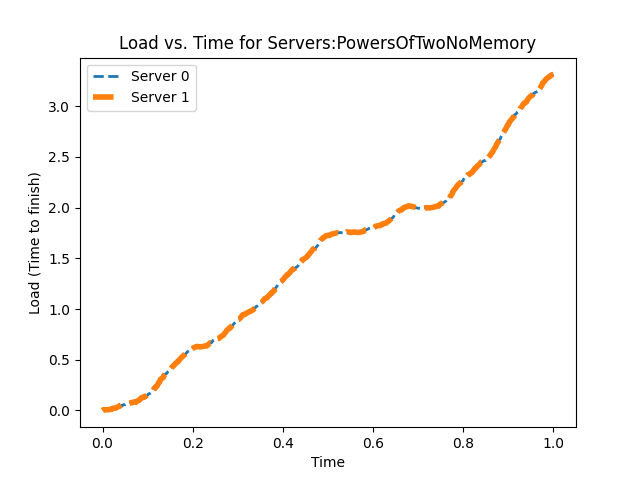 Load vs. Time for Servers:PowersOfTwoNoMemory
Server 0
Server 1
Load (Time to finish)
3.0
2.5
2.0
1.5
1.0
0.5
0.0
0.0 0.2 0.4 0.6 0.8 1.0
Time